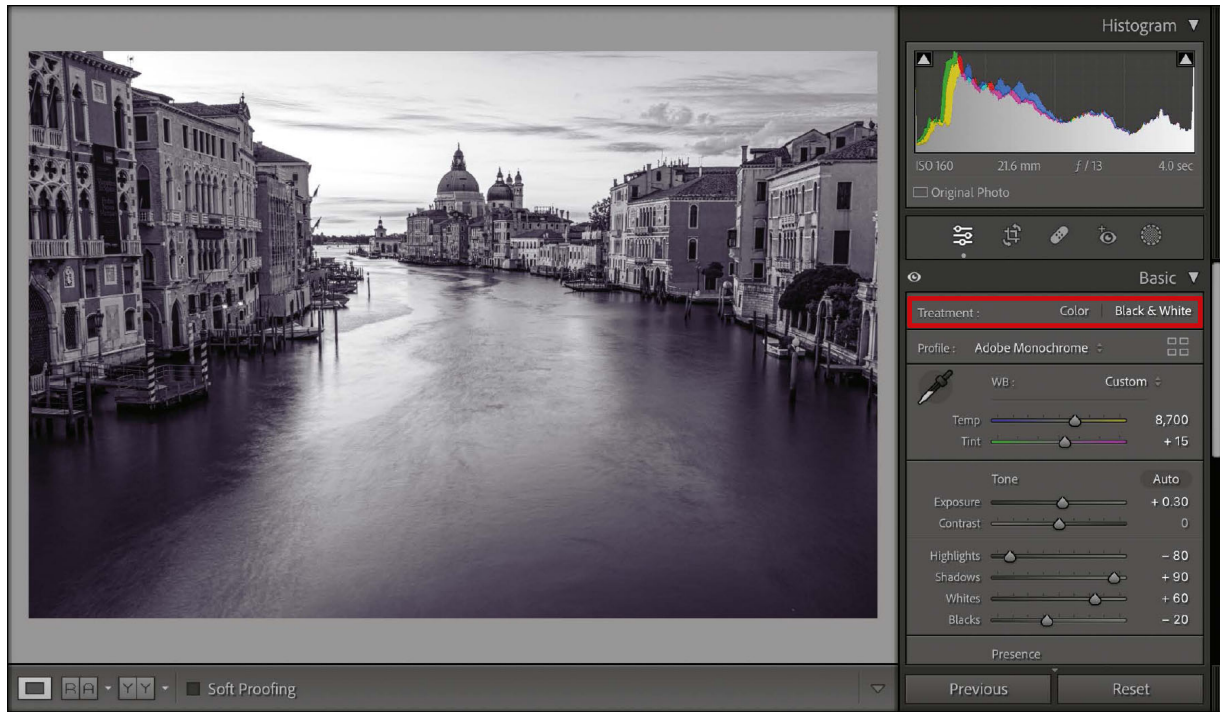 Histogram
ISO 160 21.6 mm ƒ / 13 4.0 sec
Original Photo
Basic
Treatment : Color Black & White
Profile : Adobe Monochrome
WB : Custom
Temp 8,700
Tint + 15
Tone Auto
Exposure + 0.30
Contrast 0
Highlights – 80
Shadows + 90
Whites + 60
Blacks – 20
Presence
R A Y Y Soft Proofing
Previous Reset